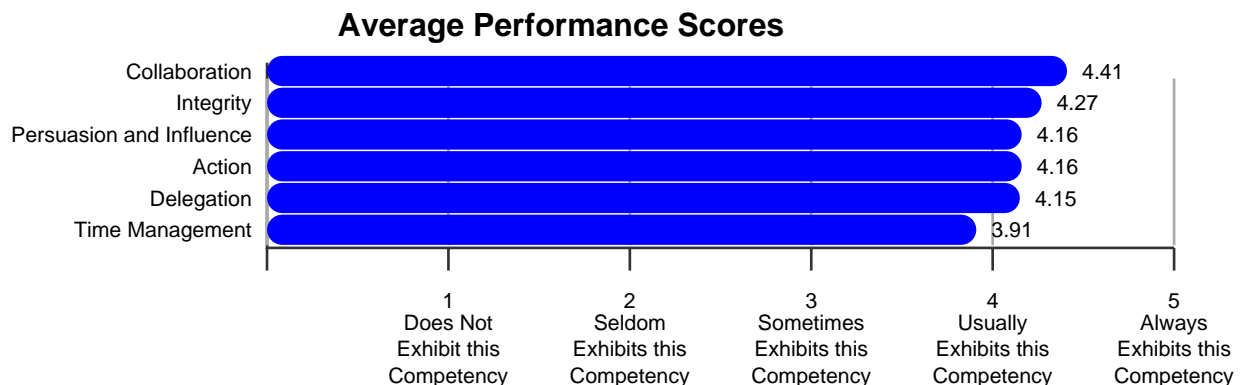 Average Performance Scores
Collaboration 4.41
Integrity 4.27
Persuasion and Influence 4.16
Action 4.16
Delegation 4.15
Time Management 3.91
1 2 3 4 5
Does Not Seldom Sometimes Usually Always
Exhibit this Exhibits this Exhibits this Exhibits this Exhibits this
Competency Competency Competency Competency Competency